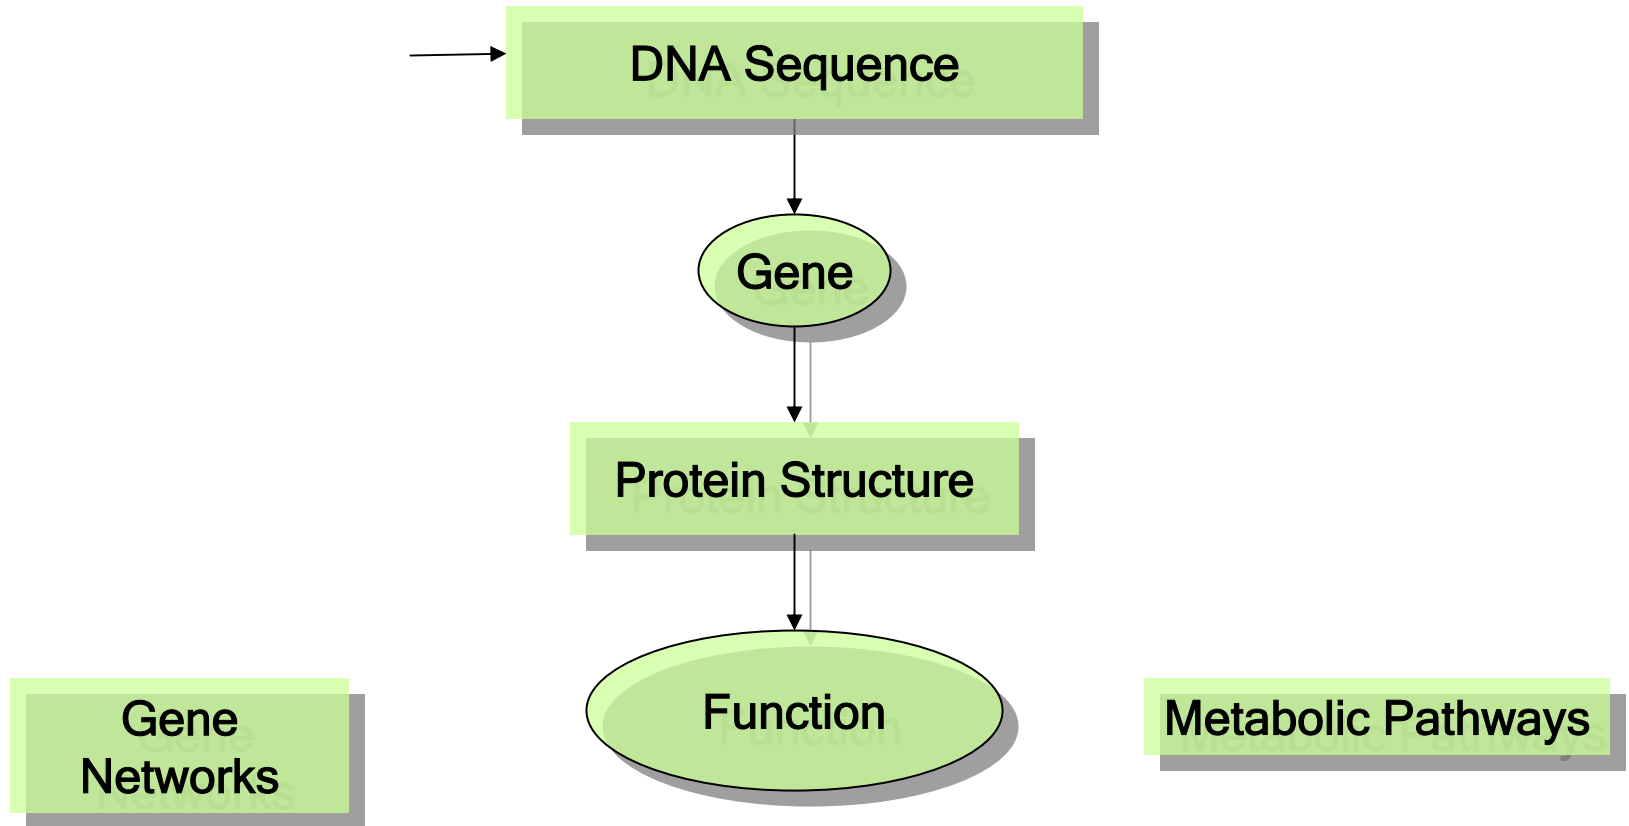 DNA Sequence
Gene
Protein Structure
Function
Gene
Networks
Metabolic Pathways